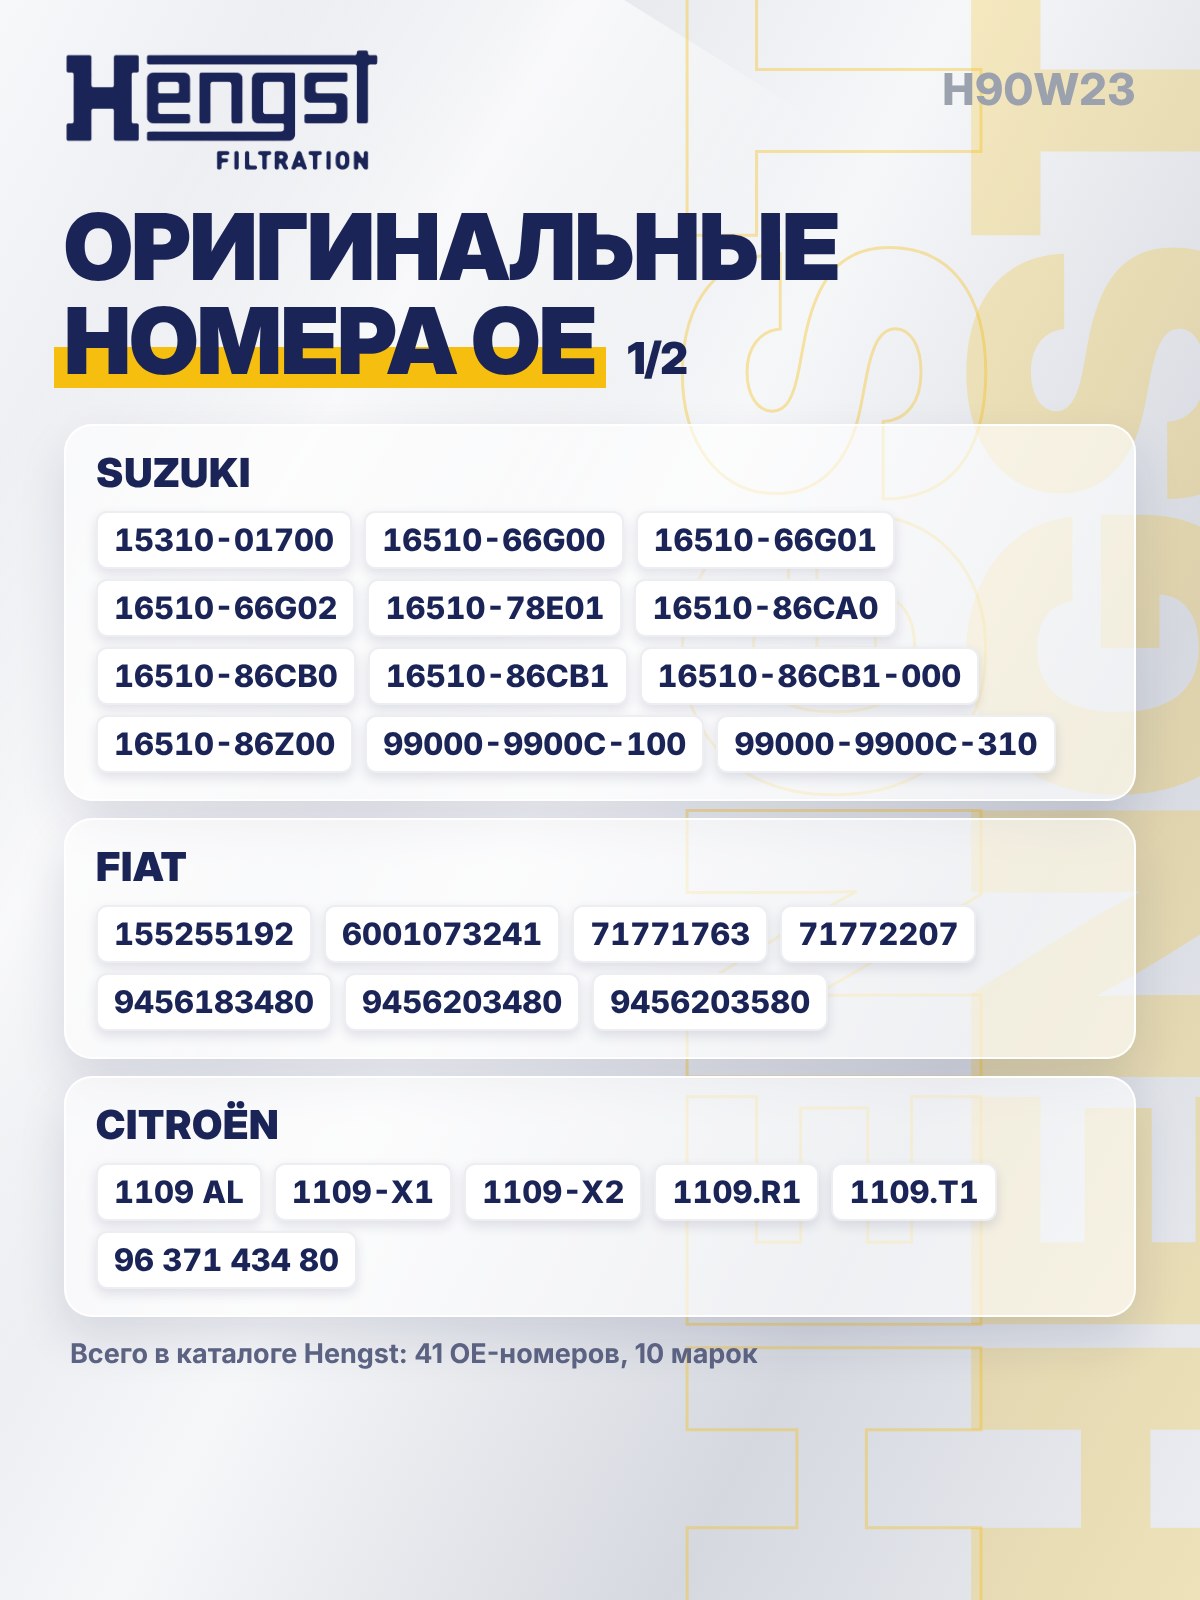 Hengst
FILTRATION
H90W23
ОРИГИНАЛЬНЫЕ
НОМЕРА OE 1/2
SUZUKI
15310-01700 16510-66G00 16510-66G01
16510-66G02 16510-78E01 16510-86CA0
16510-86CB0 16510-86CB1 16510-86CB1-000
16510-86Z00 99000-9900C-100 99000-9900C-310
FIAT
155255192 6001073241 71771763 71772207
9456183480 9456203480 9456203580
CITROËN
1109 AL 1109-X1 1109-X2 1109.R1 1109.T1
96 371 434 80
Всего в каталоге Hengst: 41 OE-номеров, 10 марок
HENGST
HENGST